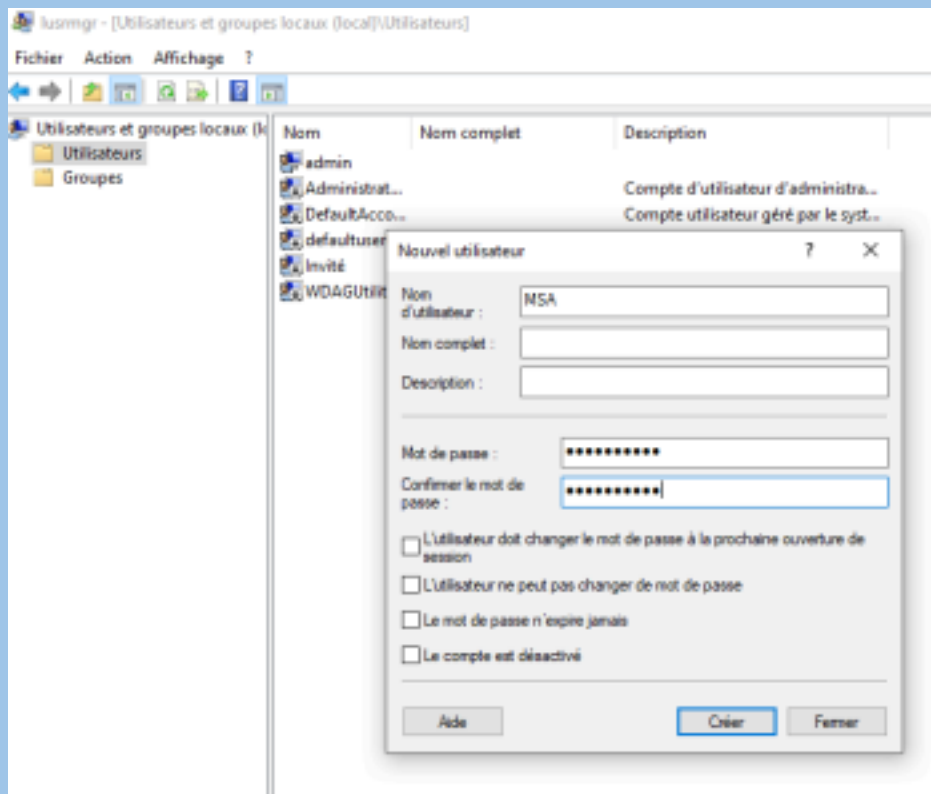 lusrmgr - [Utilisateurs et groupes locaux (local)\Utilisateurs]
Fichier Action Affichage ?
Utilisateurs et groupes locaux (l
Utilisateurs
Groupes
Nom Nom complet Description
admin
Administrat... Compte d'utilisateur d'administra...
DefaultAcco... Compte utilisateur géré par le syst...
defaultuser
Invité
WDAGUtilit
Nouvel utilisateur ?
Nom
d'utilisateur : MSA
Nom complet :
Description :
Mot de passe : ••••••••••
Confirmer le mot de
passe : ••••••••••
L'utilisateur doit changer le mot de passe à la prochaine ouverture de
session
L'utilisateur ne peut pas changer de mot de passe
Le mot de passe n'expire jamais
Le compte est désactivé
Aide Créer Fermer